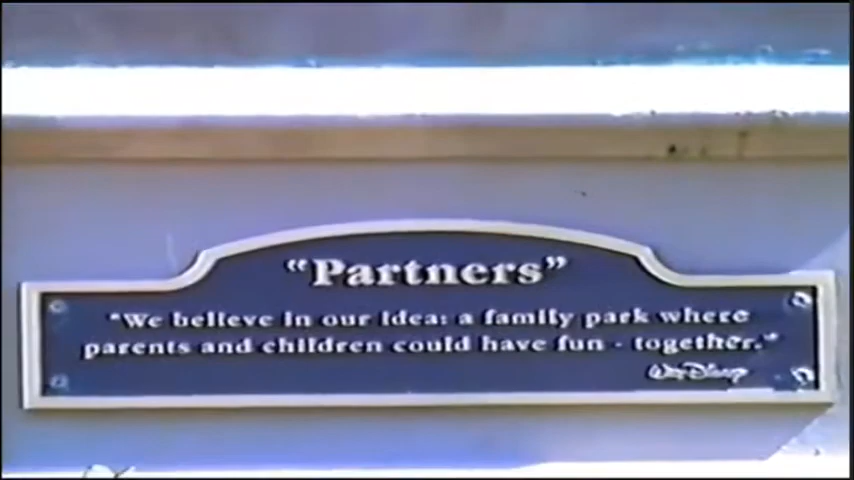 "Partners"
"We believe in our idea: a family park where
parents and children could have fun - together."
Walt Disney